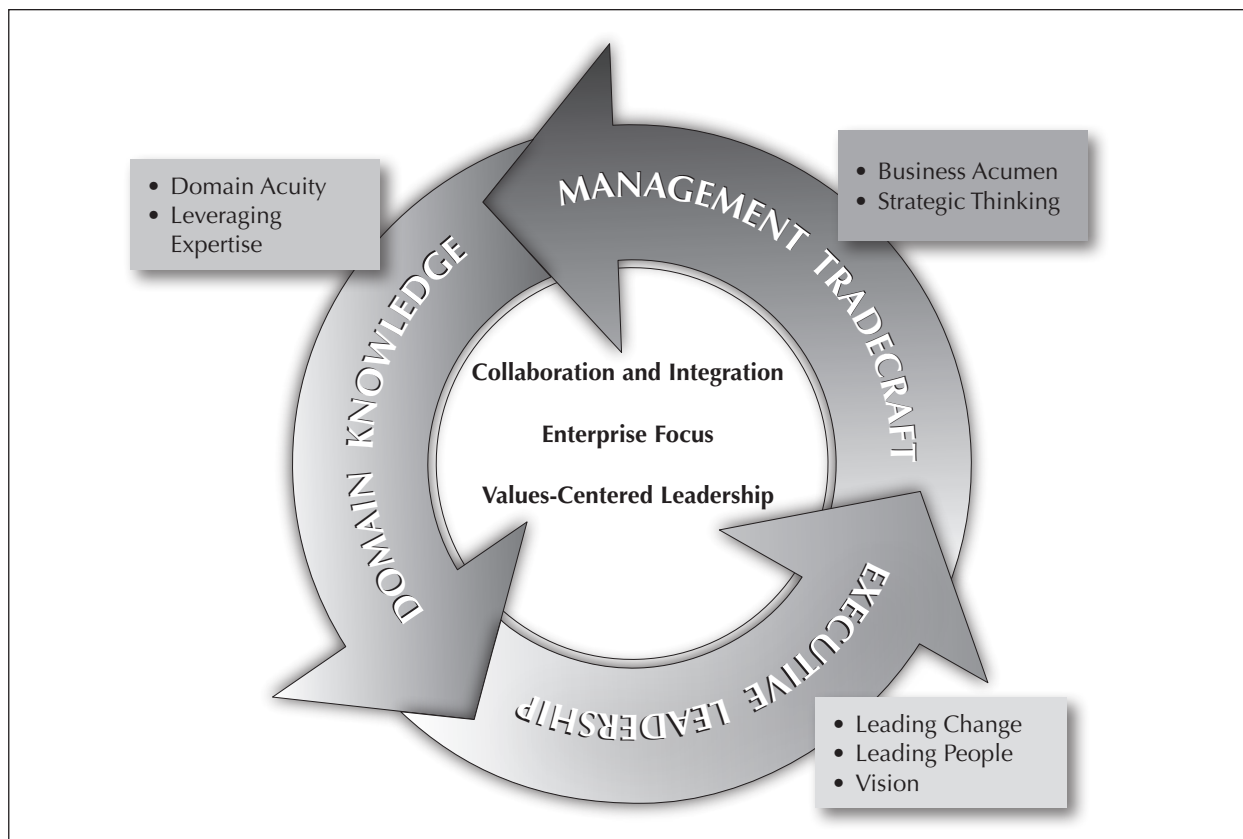 • Domain Acuity
• Leveraging
Expertise
MANAGEMENT TRADECRAFT
• Business Acumen
• Strategic Thinking
DOMAIN KNOWLEDGE
Collaboration and Integration
Enterprise Focus
Values-Centered Leadership
EXECUTIVE LEADERSHIP
• Leading Change
• Leading People
• Vision